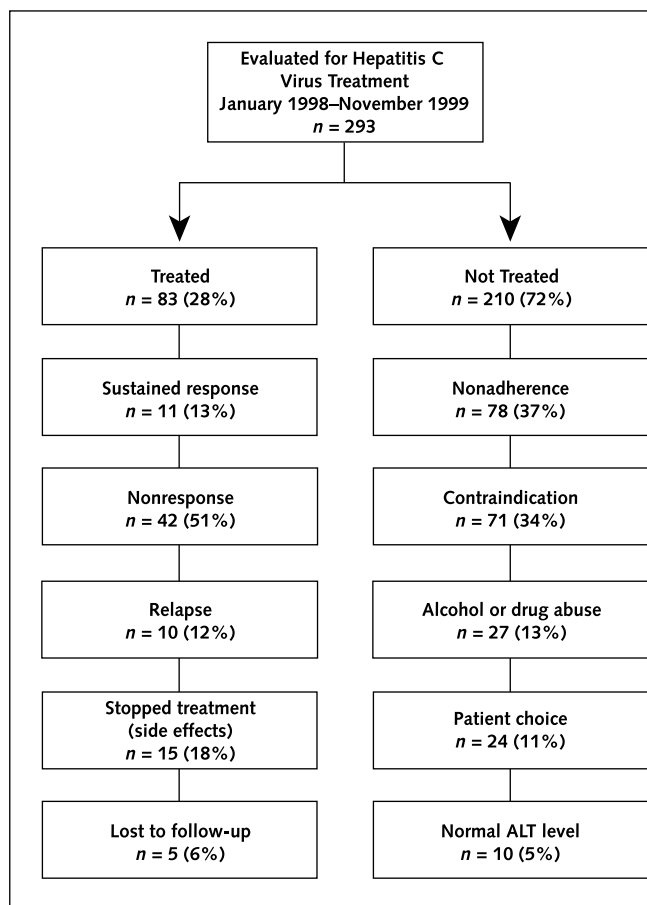 Evaluated for Hepatitis C
Virus Treatment
January 1998–November 1999
n = 293
Treated
n = 83 (28%)
Not Treated
n = 210 (72%)
Sustained response
n = 11 (13%)
Nonadherence
n = 78 (37%)
Nonresponse
n = 42 (51%)
Contraindication
n = 71 (34%)
Relapse
n = 10 (12%)
Alcohol or drug abuse
n = 27 (13%)
Stopped treatment
(side effects)
n = 15 (18%)
Patient choice
n = 24 (11%)
Lost to follow-up
n = 5 (6%)
Normal ALT level
n = 10 (5%)